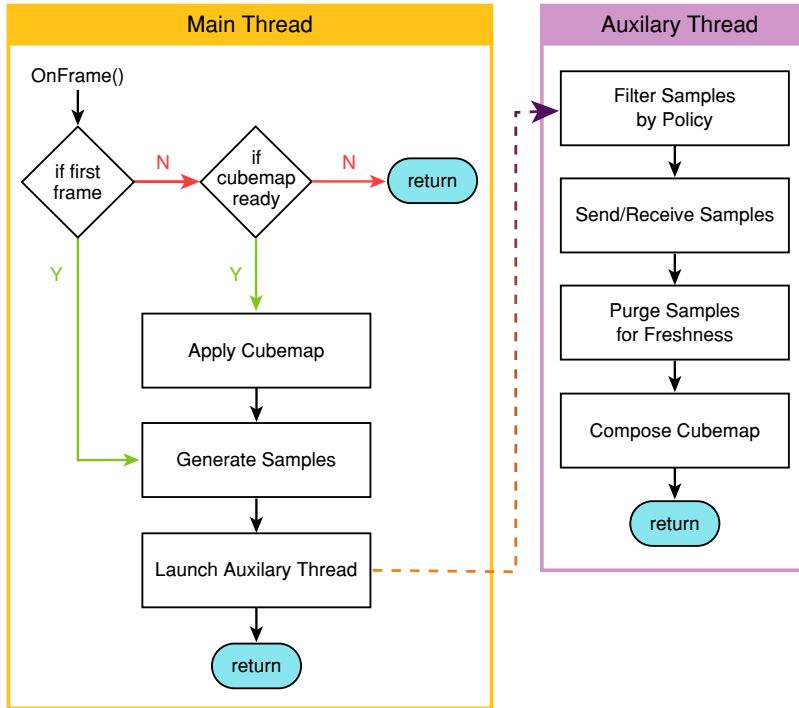 Main Thread
OnFrame()
if first
frame
N
if
cubemap
ready
N
return
Y
Y
Apply Cubemap
Generate Samples
Launch Auxilary Thread
return
Auxilary Thread
Filter Samples
by Policy
Send/Receive Samples
Purge Samples
for Freshness
Compose Cubemap
return